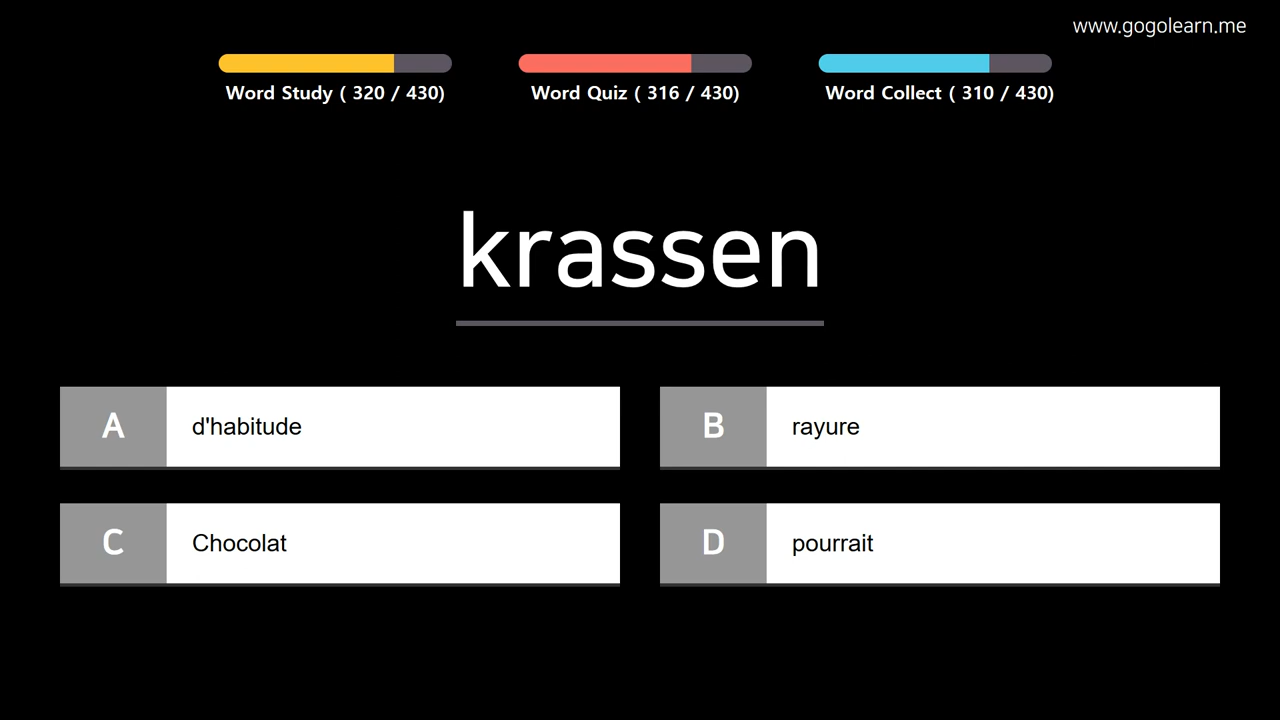 www.gogolearn.me
Word Study ( 320 / 430)
Word Quiz ( 316 / 430)
Word Collect ( 310 / 430)
krassen
A d'habitude
B rayure
C Chocolat
D pourrait